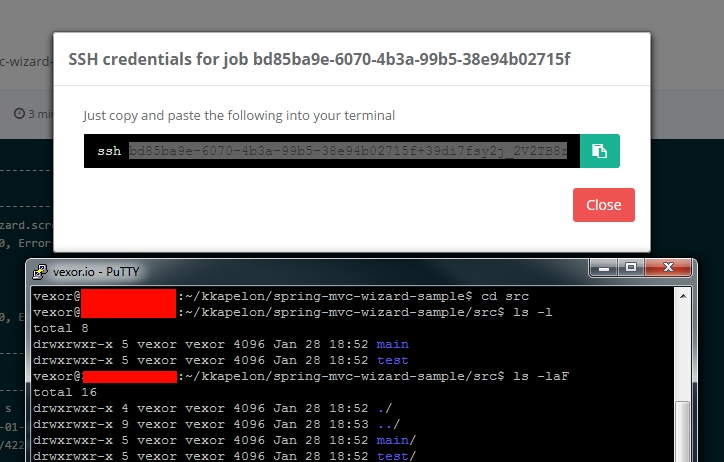 SSH credentials for job bd85ba9e-6070-4b3a-99b5-38e94b02715f
c-wizard-
3 min
Just copy and paste the following into your terminal
ssh bd85ba9e-6070-4b3a-99b5-38e94b02715f+39di7fsy2j_2V2TB8r
Close
zard.scr
0, Error
0, E
s
-01-
/422
vexor.io - PuTTY
vexor@ :~/kkapelon/spring-mvc-wizard-sample$ cd src
vexor@ :~/kkapelon/spring-mvc-wizard-sample/src$ ls -l
total 8
drwxrwxr-x 5 vexor vexor 4096 Jan 28 18:52 main
drwxrwxr-x 5 vexor vexor 4096 Jan 28 18:52 test
vexor@ :~/kkapelon/spring-mvc-wizard-sample/src$ ls -laF
total 16
drwxrwxr-x 4 vexor vexor 4096 Jan 28 18:52 ./
drwxrwxr-x 9 vexor vexor 4096 Jan 28 18:53 ../
drwxrwxr-x 5 vexor vexor 4096 Jan 28 18:52 main/
drwxrwxr-x 5 vexor vexor 4096 Jan 28 18:52 test/